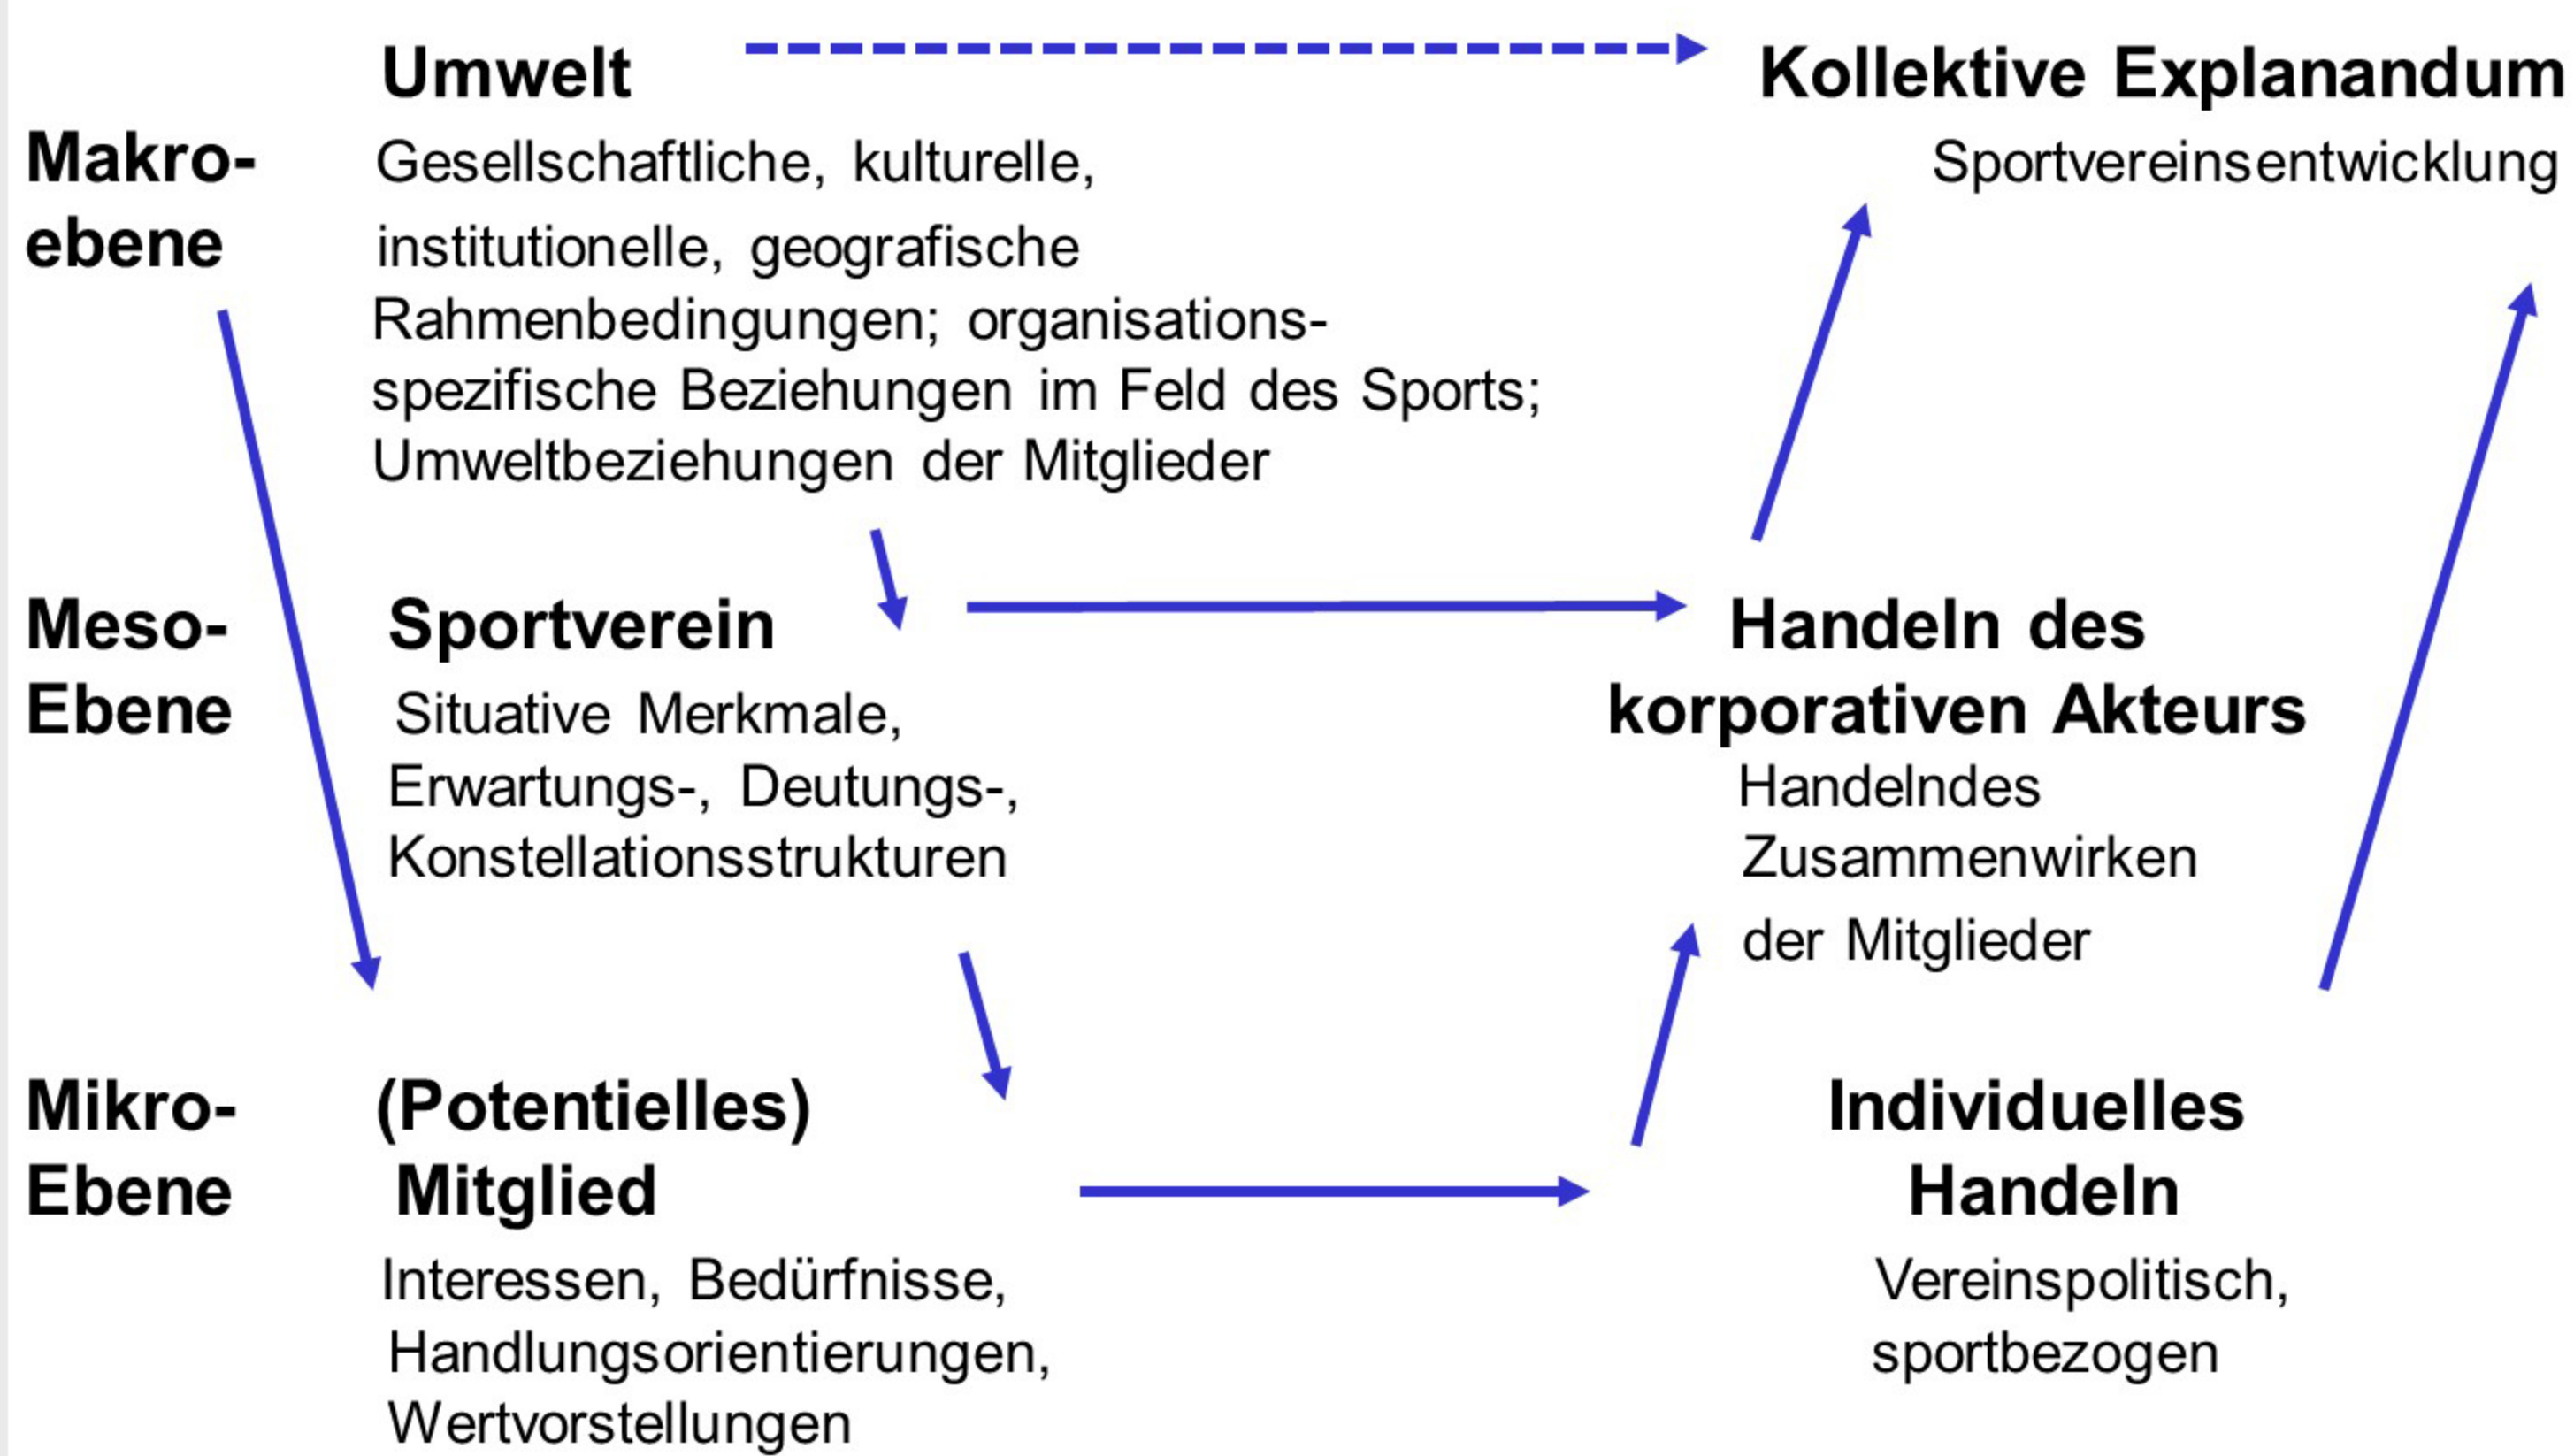 Umwelt
Kollektive Explanandum
Makro-
ebene
Gesellschaftliche, kulturelle,
institutionelle, geografische
Rahmenbedingungen; organisations-
spezifische Beziehungen im Feld des Sports;
Umweltbeziehungen der Mitglieder
Sportvereinsentwicklung
Meso-
Ebene
Sportverein
Situative Merkmale,
Erwartungs-, Deutungs-,
Konstellationsstrukturen
Handeln des
korporativen Akteurs
Handelndes
Zusammenwirken
der Mitglieder
Mikro-
Ebene
(Potentielles)
Mitglied
Interessen, Bedürfnisse,
Handlungsorientierungen,
Wertvorstellungen
Individuelles
Handeln
Vereinspolitisch,
sportbezogen